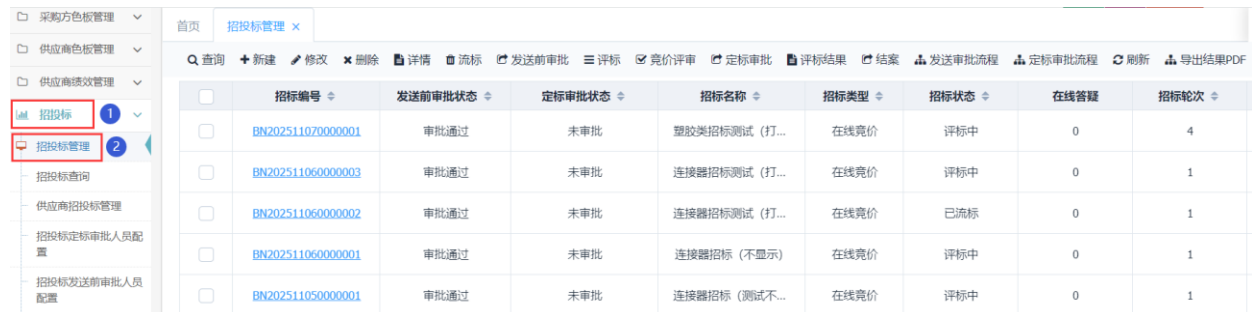 采购方色板管理
供应商色板管理
供应商绩效管理
招投标 1
招投标管理 2
招投标查询
供应商招投标管理
招投标定标审批人员配
置
招投标发送前审批人员
配置
首页 招投标管理 ×
查询 新建 修改 删除 详情 流标 发送前审批 评标 竞价评审 定标审批 评标结果 结案 发送审批流程 定标审批流程 刷新 导出结果PDF
招标编号 发送前审批状态 定标审批状态 招标名称 招标类型 招标状态 在线答疑 招标轮次
BN202511070000001 审批通过 未审批 塑胶类招标测试（打... 在线竞价 评标中 0 4
BN202511060000003 审批通过 未审批 连接器招标测试（打... 在线竞价 评标中 0 1
BN202511060000002 审批通过 未审批 连接器招标测试（打... 在线竞价 已流标 0 1
BN202511060000001 审批通过 未审批 连接器招标（不显示） 在线竞价 评标中 0 1
BN202511050000001 审批通过 未审批 连接器招标（测试不... 在线竞价 评标中 0 1